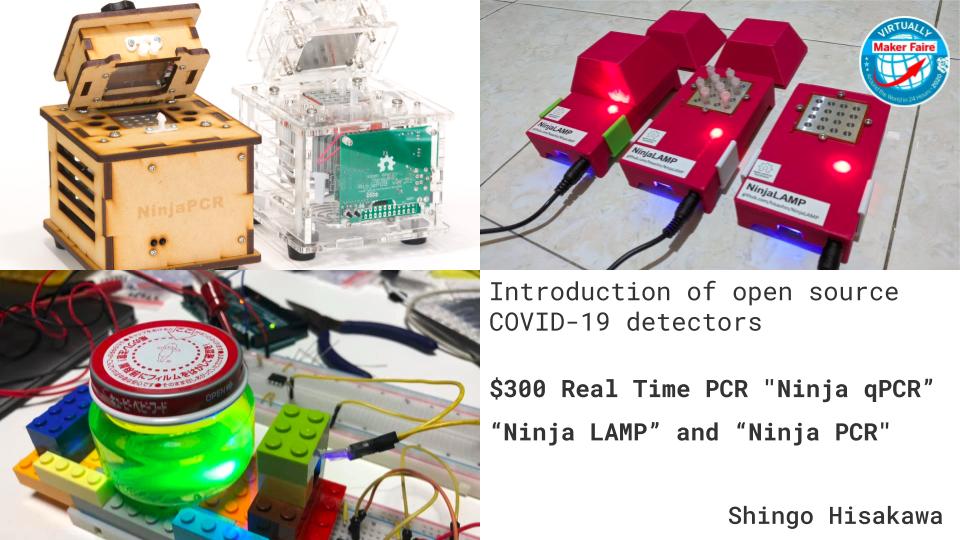 NinjaPCR
VIRTUALLY
Maker Faire
NinjaLAMP
NinjaLAMP
NinjaLAMP
OPEN
Introduction of open source
COVID-19 detectors
$300 Real Time PCR "Ninja qPCR”
“Ninja LAMP” and “Ninja PCR"
Shingo Hisakawa